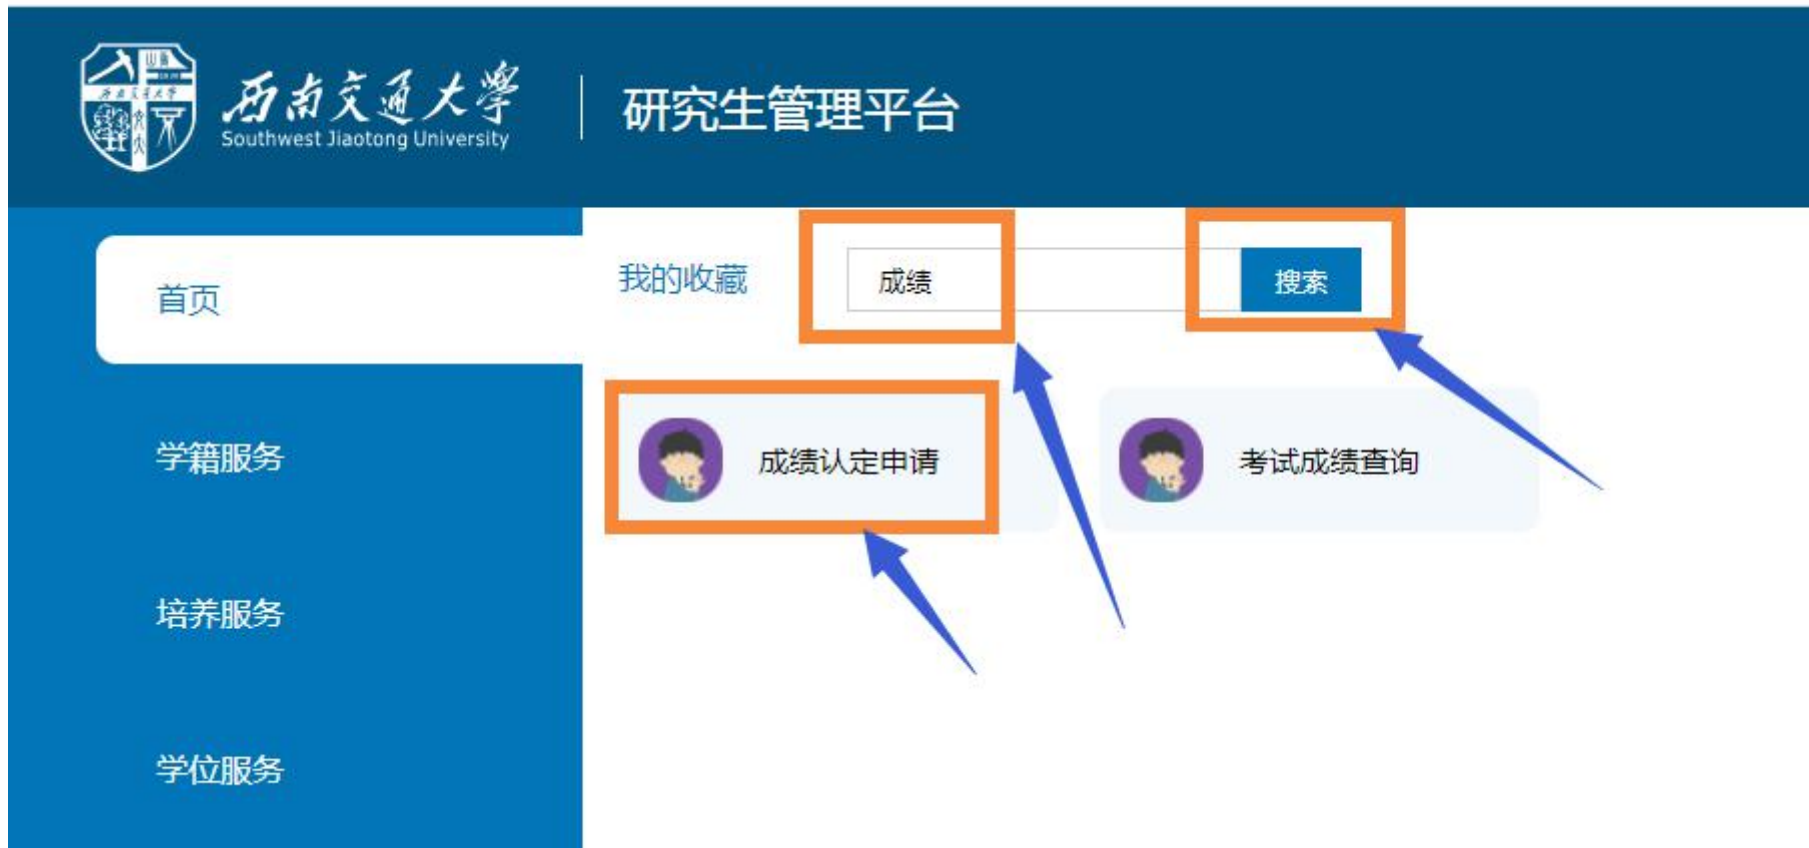 西南交通大学
Southwest Jiaotong University
研究生管理平台
首页
学籍服务
培养服务
学位服务
我的收藏
成绩
搜索
成绩认定申请
考试成绩查询